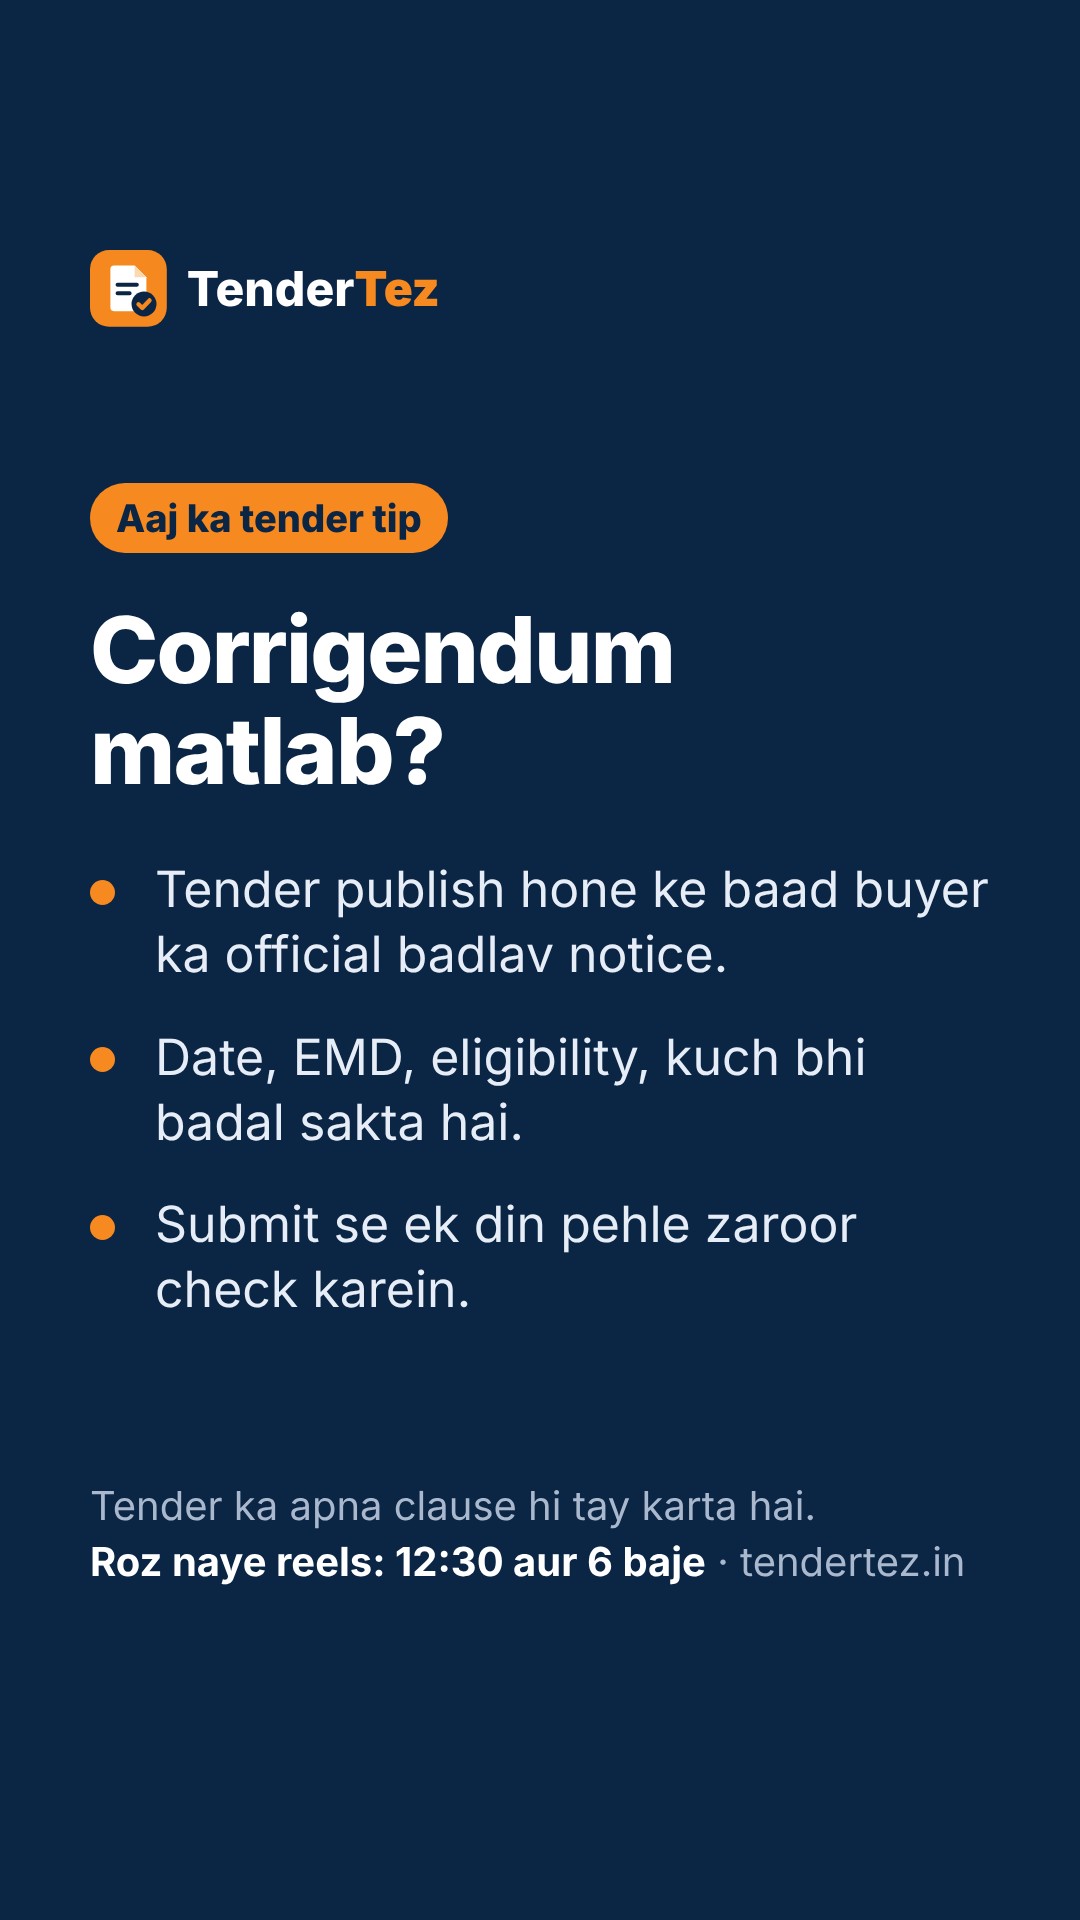 TenderTez
Aaj ka tender tip
Corrigendum
matlab?
Tender publish hone ke baad buyer
ka official badlav notice.
Date, EMD, eligibility, kuch bhi
badal sakta hai.
Submit se ek din pehle zaroor
check karein.
Tender ka apna clause hi tay karta hai.
Roz naye reels: 12:30 aur 6 baje · tendertez.in